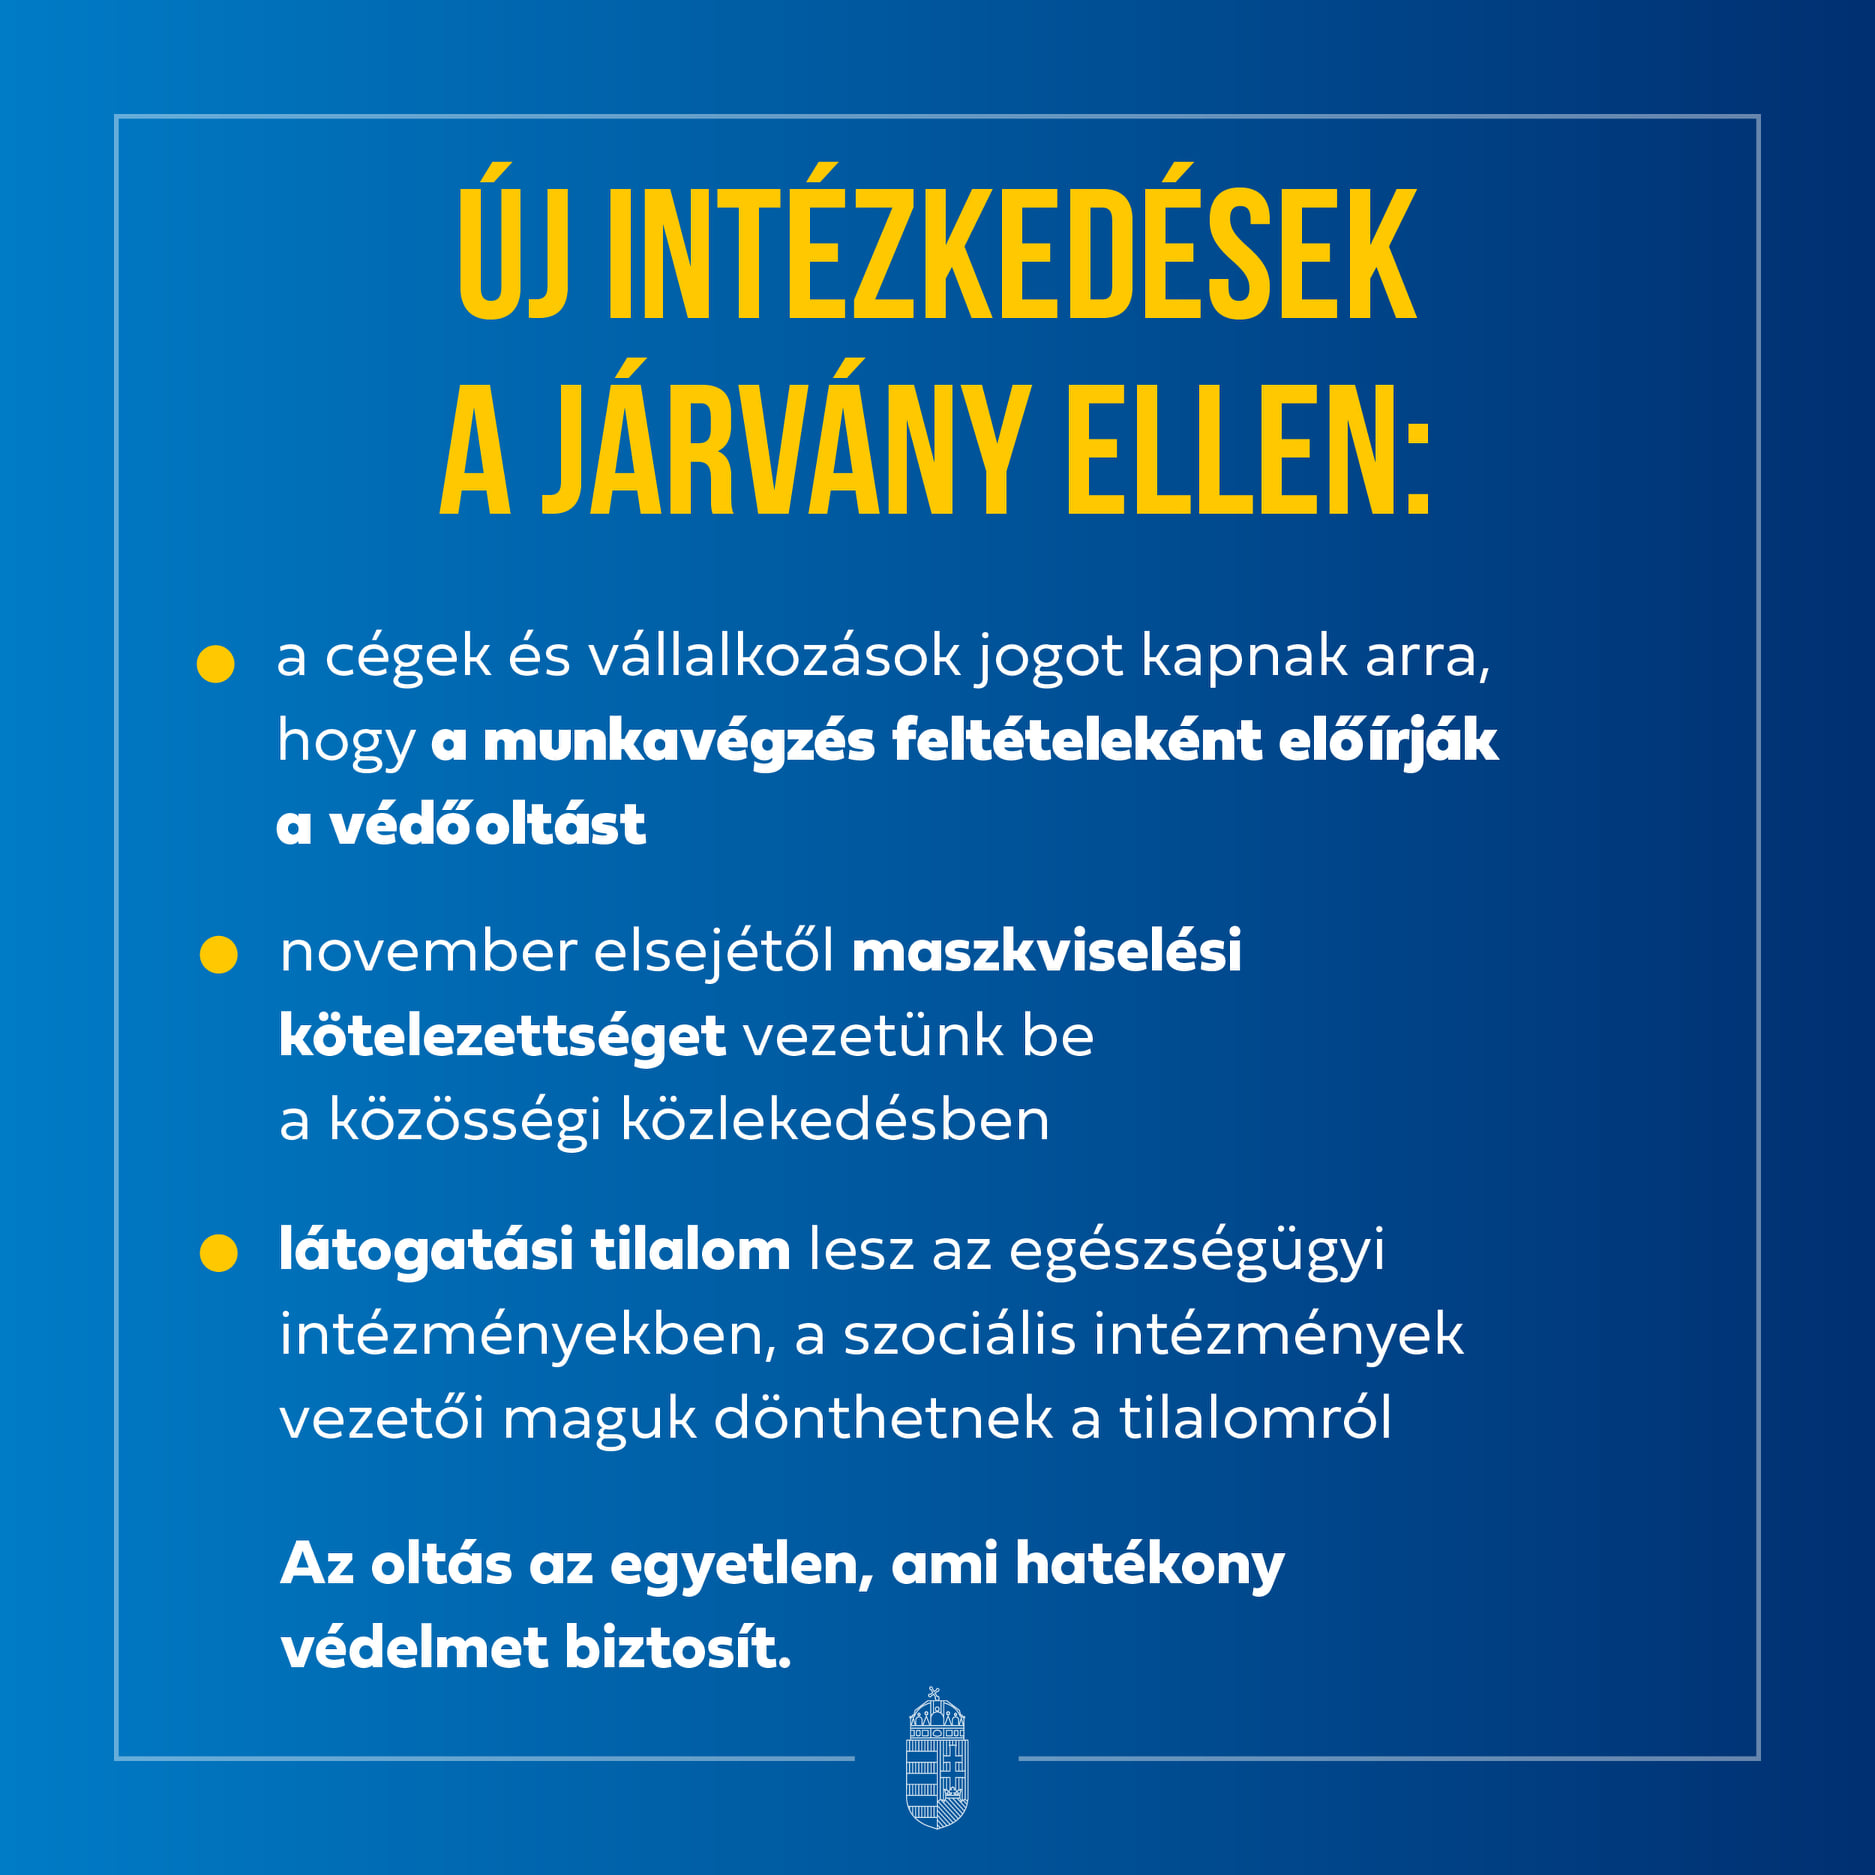 ÚJ INTÉZKEDÉSEK
A JÁRVÁNY ELLEN:
a cégek és vállalkozások jogot kapnak arra,
hogy a munkavégzés feltételeként előírják
a védőoltást
november elsejétől maszkviselési
kötelezettséget vezetünk be
a közösségi közlekedésben
látogatási tilalom lesz az egészségügyi
intézményekben, a szociális intézmények
vezetői maguk dönthetnek a tilalomról
Az oltás az egyetlen, ami hatékony
védelmet biztosít.